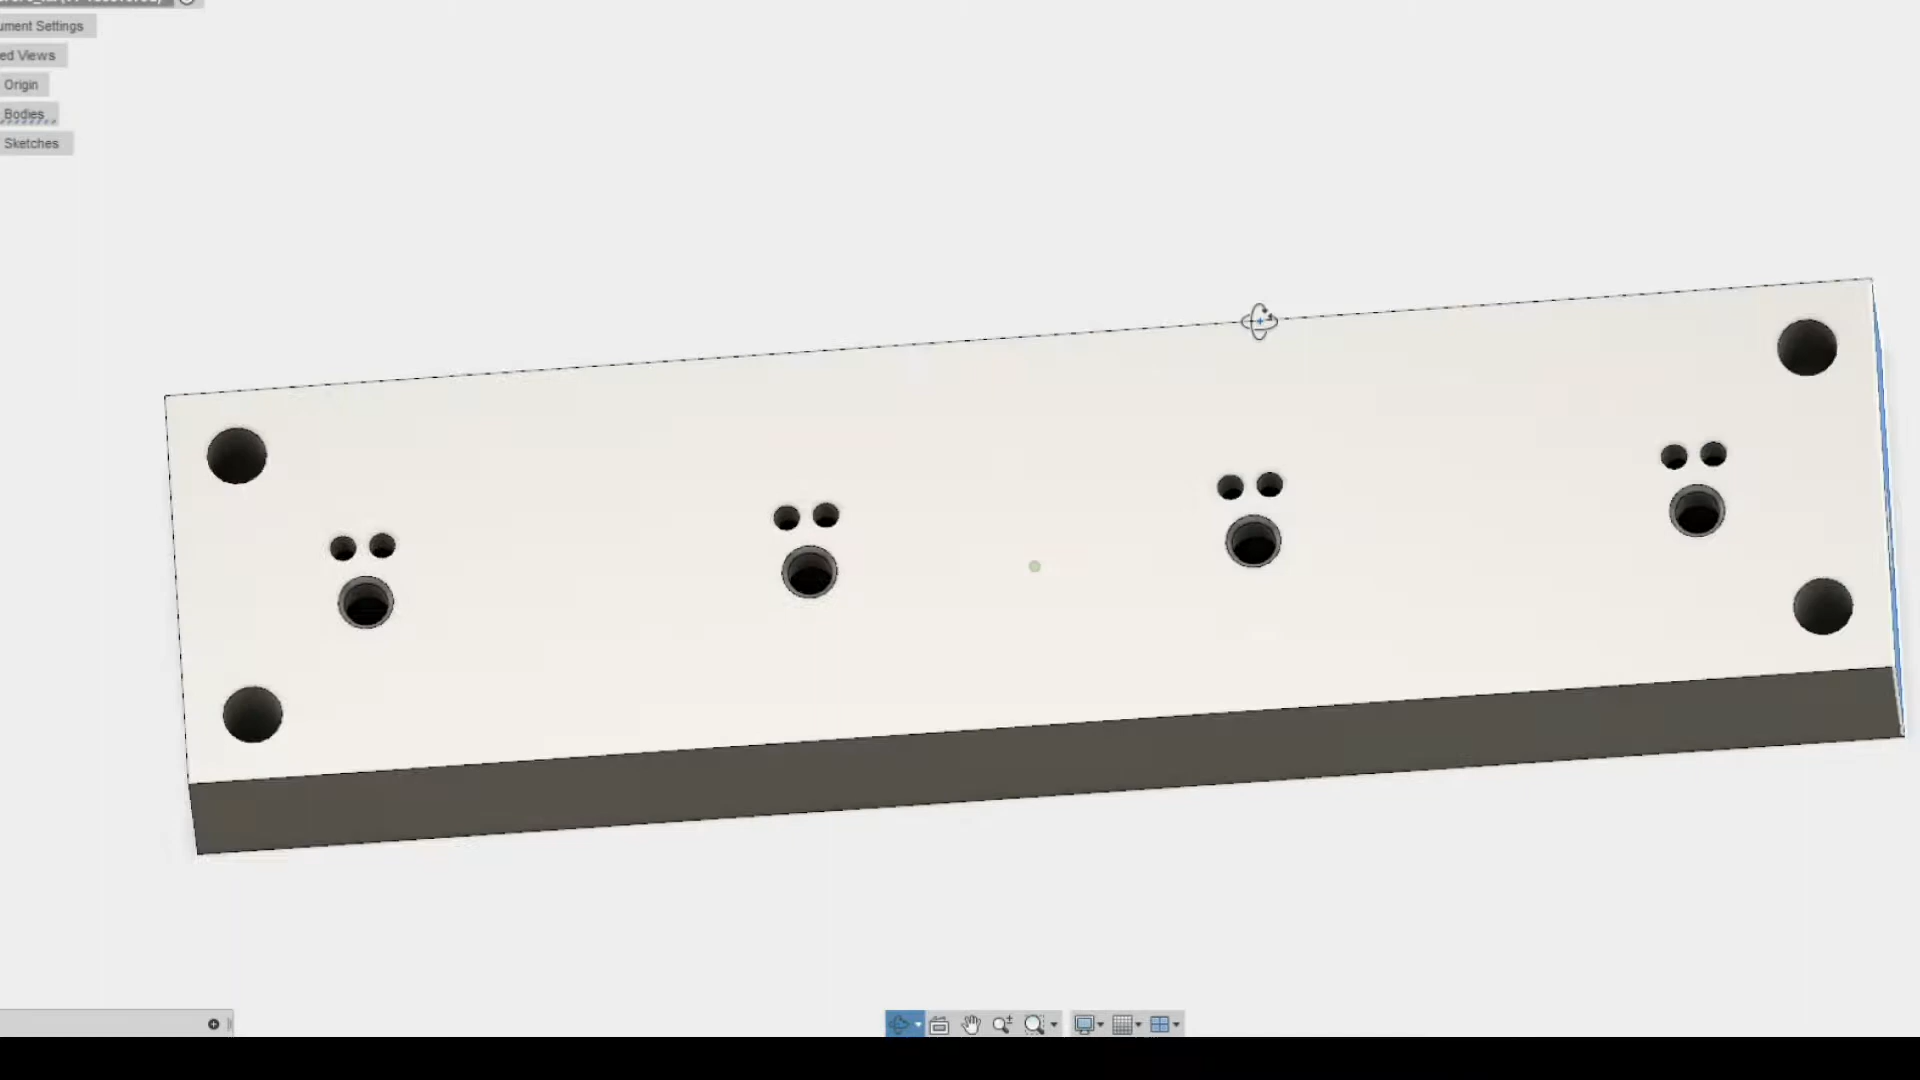 ument Settings
ed Views
Origin
Bodies
Sketches